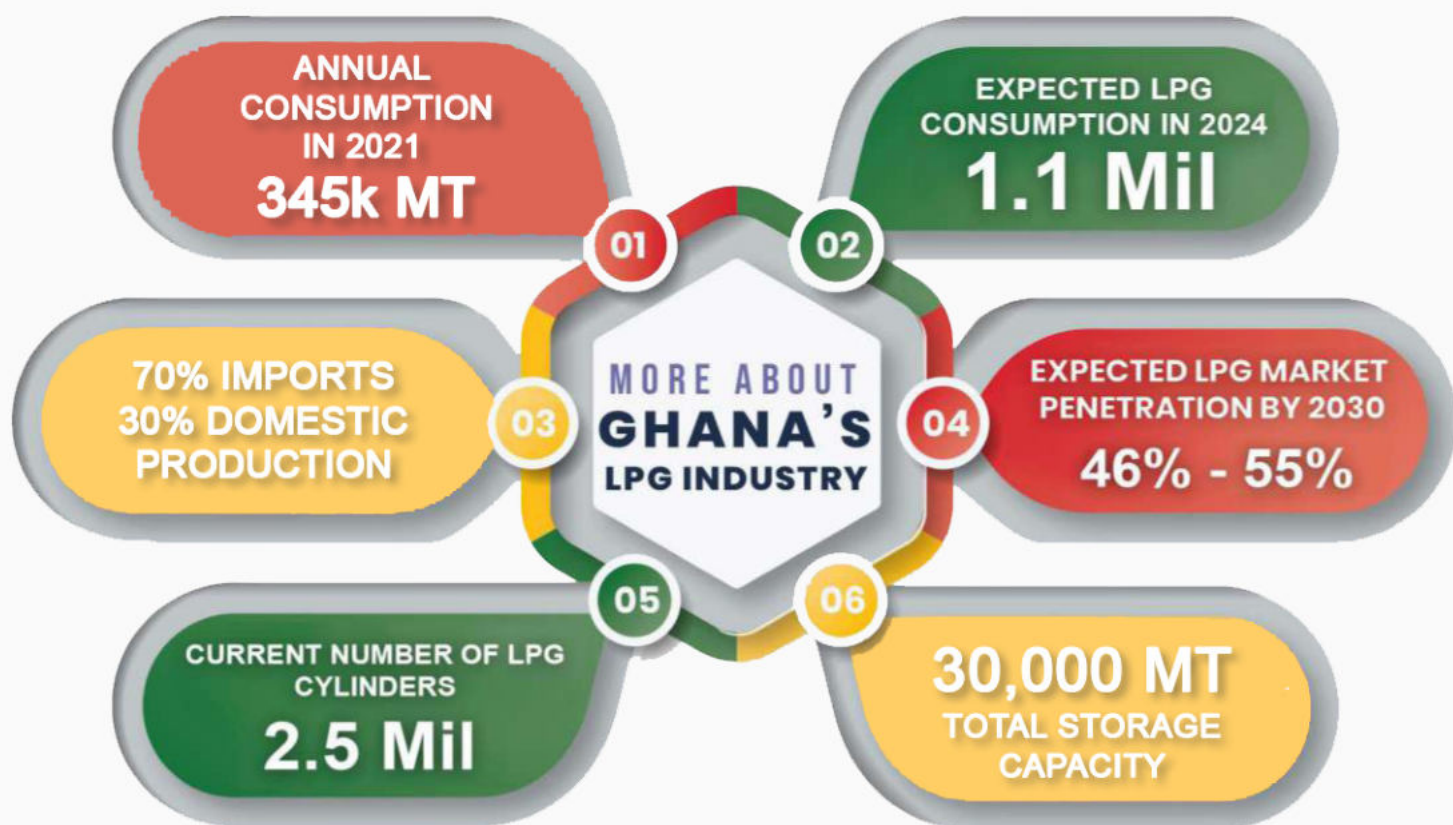 ANNUAL
CONSUMPTION
IN 2021
345k MT
01
EXPECTED LPG
CONSUMPTION IN 2024
1.1 Mil
02
70% IMPORTS
30% DOMESTIC
PRODUCTION
03
MORE ABOUT
GHANA'S
LPG INDUSTRY
04
EXPECTED LPG MARKET
PENETRATION BY 2030
46% - 55%
05
CURRENT NUMBER OF LPG
CYLINDERS
2.5 Mil
06
30,000 MT
TOTAL STORAGE
CAPACITY